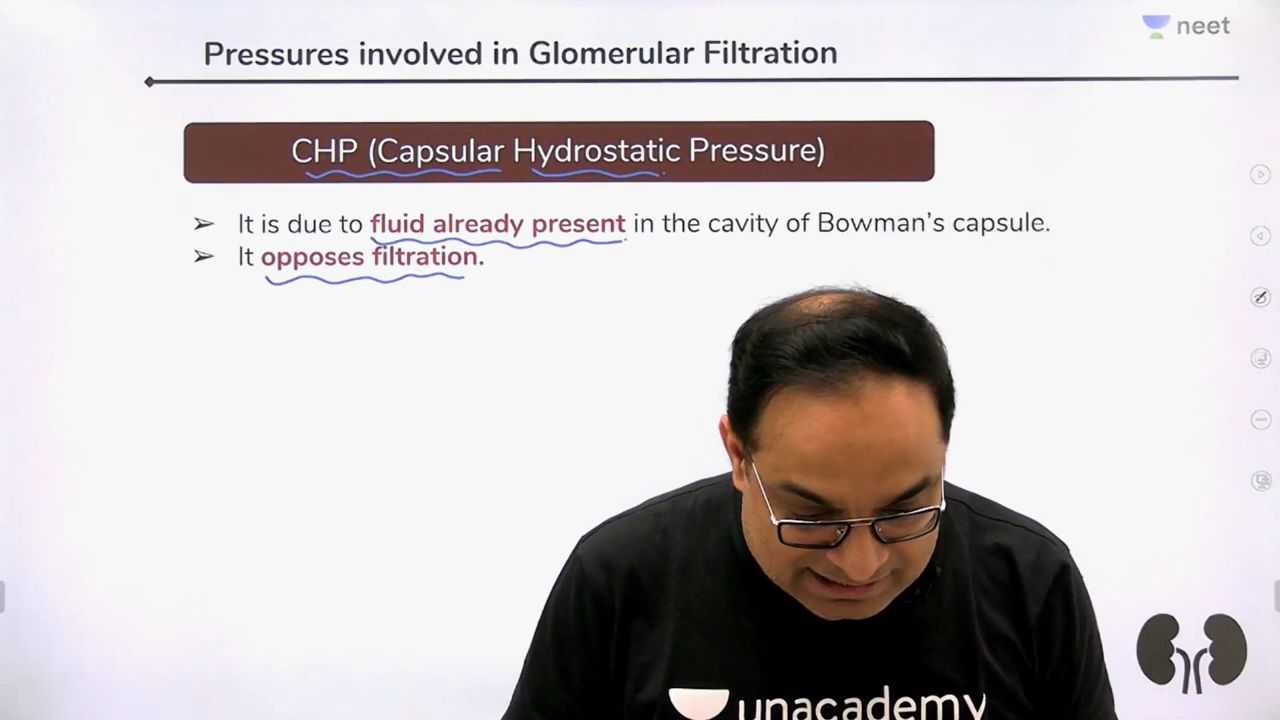 neet
Pressures involved in Glomerular Filtration
CHP (Capsular Hydrostatic Pressure)
➢ It is due to fluid already present in the cavity of Bowman’s capsule.
➢ It opposes filtration.
unacademy